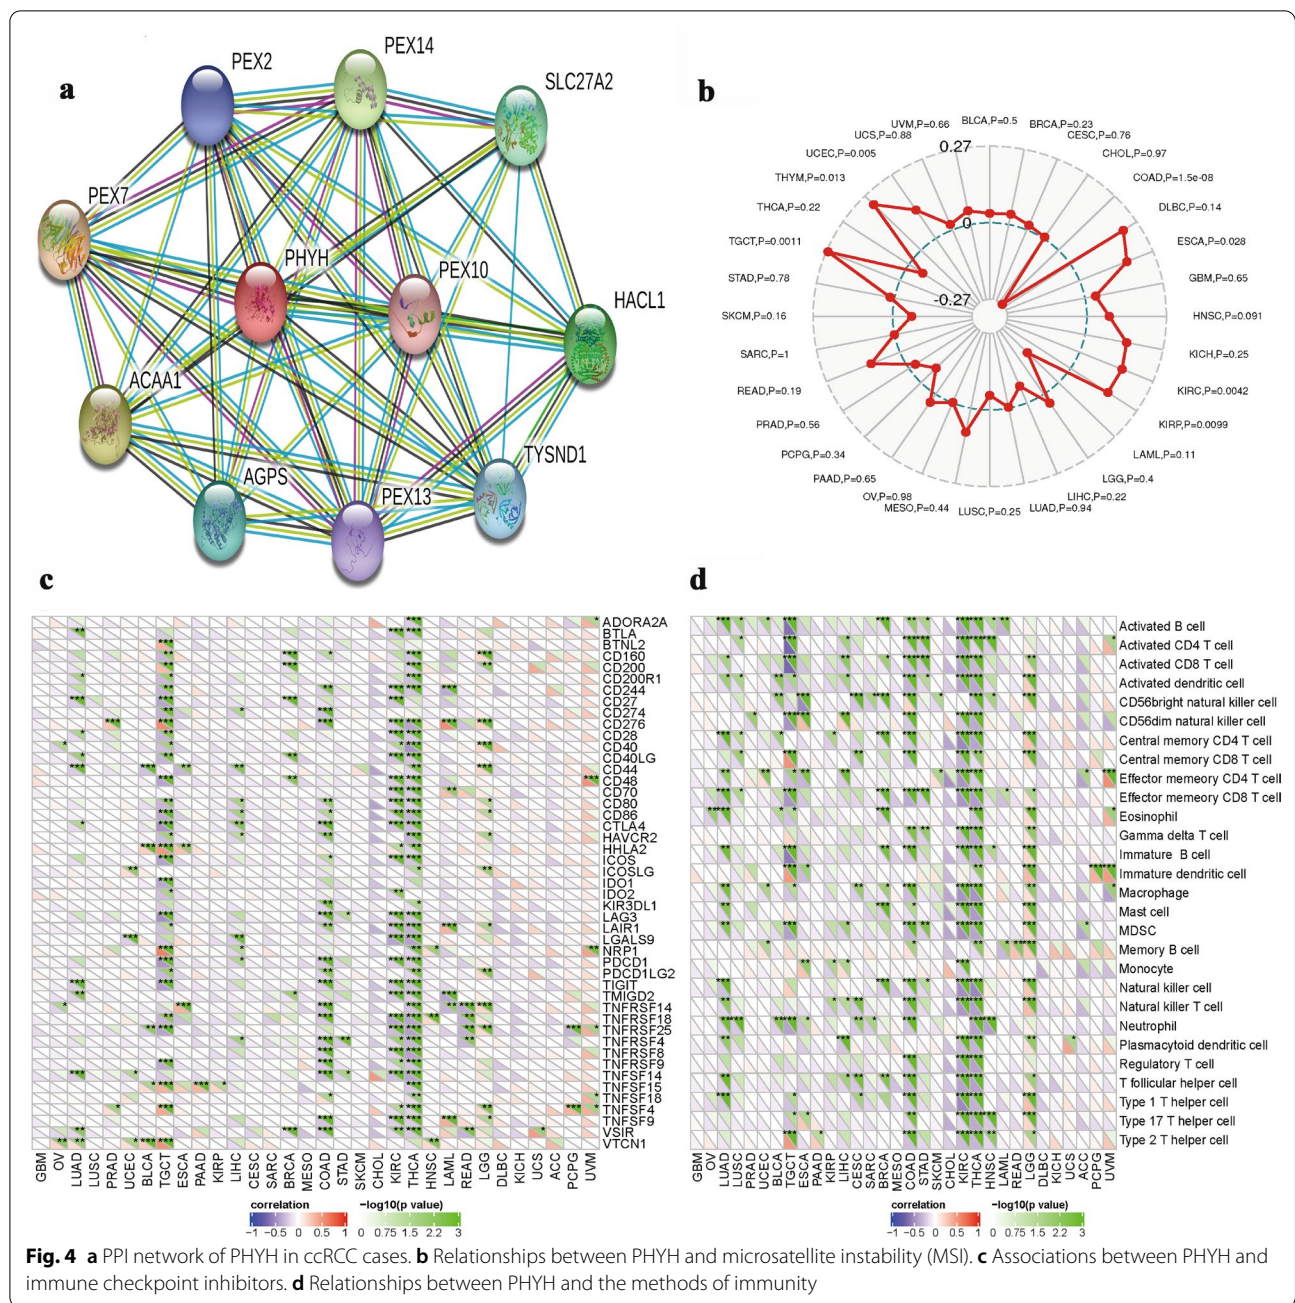 a
PEX2
PEX14
SLC27A2
PEX7
PHYH
PEX10
HACL1
ACAA1
AGPS
PEX13
TYSND1
b
BLCA,P=0.5
BRCA,P=0.23
CESC,P=0.76
CHOL,P=0.97
COAD,P=1.5e-08
DLBC,P=0.14
ESCA,P=0.028
GBM,P=0.65
HNSC,P=0.091
KICH,P=0.25
KIRC,P=0.0042
KIRP,P=0.0099
LAML,P=0.11
LGG,P=0.4
LIHC,P=0.22
LUAD,P=0.94
LUSC,P=0.25
MESO,P=0.44
OV,P=0.98
PAAD,P=0.65
PCPG,P=0.34
PRAD,P=0.56
READ,P=0.19
SARC,P=1
SKCM,P=0.16
STAD,P=0.78
TGCT,P=0.0011
THCA,P=0.22
THYM,P=0.013
UCEC,P=0.005
UCS,P=0.88
UVM,P=0.66
0.27
0
-0.27
c
ADORA2A
BTLA
BTNL2
CD160
CD200
CD200R1
CD244
CD27
CD274
CD276
CD28
CD40
CD40LG
CD44
CD48
CD70
CD80
CD86
CTLA4
HAVCR2
HHLA2
ICOS
ICOSLG
IDO1
IDO2
KIR3DL1
LAG3
LAIR1
LGALS9
NRP1
PDCD1
PDCD1LG2
TIGIT
TMIGD2
TNFRSF14
TNFRSF18
TNFRSF25
TNFRSF4
TNFRSF8
TNFRSF9
TNFSF14
TNFSF15
TNFSF18
TNFSF4
TNFSF9
VSIR
VTCN1
GBM OV LUAD LUSC PRAD UCEC BLCA TGCT ESCA PAAD KIRP LIHC CESC SARC BRCA MESO COAD STAD SKCM CHOL KIRC THCA HNSC LAML READ LGG DLBC KICH UCS ACC PCPG UVM
correlation
−1 −0.5 0 0.5 1
−log10(p value)
0 0.75 1.5 2.2 3
d
Activated B cell
Activated CD4 T cell
Activated CD8 T cell
Activated dendritic cell
CD56bright natural killer cell
CD56dim natural killer cell
Central memory CD4 T cell
Central memory CD8 T cell
Effector memeory CD4 T cell
Effector memeory CD8 T cell
Eosinophil
Gamma delta T cell
Immature B cell
Immature dendritic cell
Macrophage
Mast cell
MDSC
Memory B cell
Monocyte
Natural killer cell
Natural killer T cell
Neutrophil
Plasmacytoid dendritic cell
Regulatory T cell
T follicular helper cell
Type 1 T helper cell
Type 17 T helper cell
Type 2 T helper cell
GBM OV LUAD LUSC PRAD UCEC BLCA TGCT ESCA PAAD KIRP LIHC CESC SARC BRCA MESO COAD STAD SKCM CHOL KIRC THCA HNSC LAML READ LGG DLBC KICH UCS ACC PCPG UVM
correlation
−1 −0.5 0 0.5 1
−log10(p value)
0 0.75 1.5 2.2 3
Fig. 4 a PPI network of PHYH in ccRCC cases. b Relationships between PHYH and microsatellite instability (MSI). c Associations between PHYH and
immune checkpoint inhibitors. d Relationships between PHYH and the methods of immunity